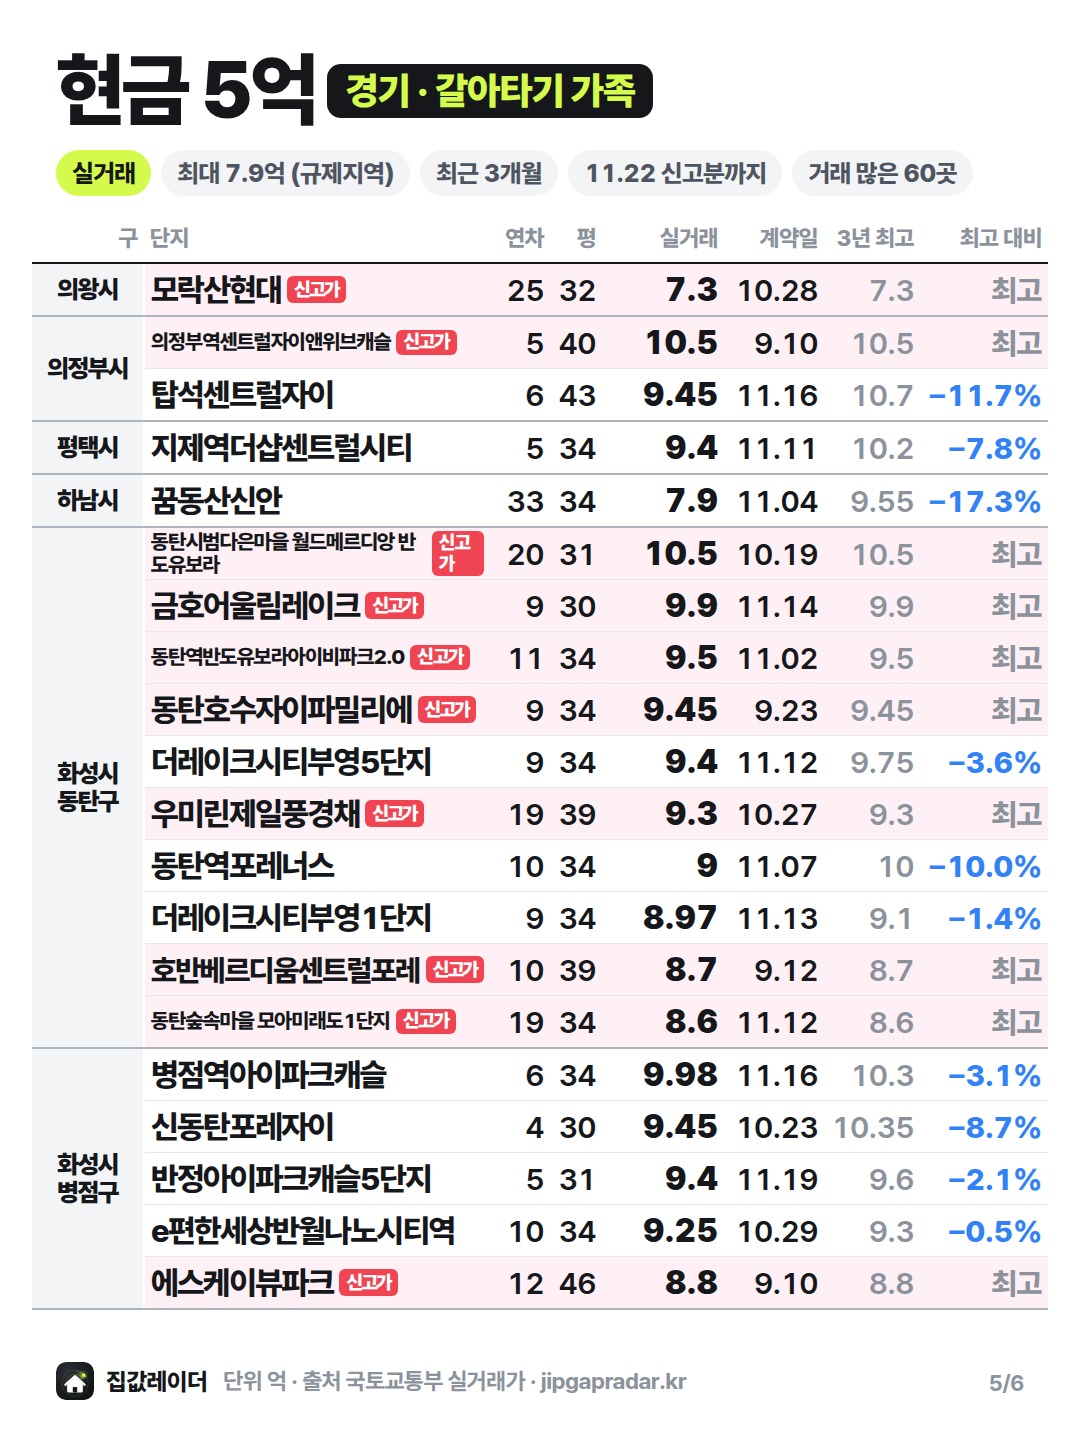 현금 5억 경기 · 갈아타기 가족
실거래 최대 7.9억 (규제지역) 최근 3개월 11.22 신고분까지 거래 많은 60곳
구 단지 연차 평 실거래 계약일 3년 최고 최고 대비
의왕시 모락산현대 신고가 25 32 7.3 10.28 7.3 최고
의정부시 의정부역센트럴자이앤위브캐슬 신고가 5 40 10.5 9.10 10.5 최고
탑석센트럴자이 6 43 9.45 11.16 10.7 −11.7%
평택시 지제역더샵센트럴시티 5 34 9.4 11.11 10.2 −7.8%
하남시 꿈동산신안 33 34 7.9 11.04 9.55 −17.3%
화성시
동탄구
동탄시범다은마을 월드메르디앙 반
도유보라 신고
가 20 31 10.5 10.19 10.5 최고
금호어울림레이크 신고가 9 30 9.9 11.14 9.9 최고
동탄역반도유보라아이비파크2.0 신고가 11 34 9.5 11.02 9.5 최고
동탄호수자이파밀리에 신고가 9 34 9.45 9.23 9.45 최고
더레이크시티부영5단지 9 34 9.4 11.12 9.75 −3.6%
우미린제일풍경채 신고가 19 39 9.3 10.27 9.3 최고
동탄역포레너스 10 34 9 11.07 10 −10.0%
더레이크시티부영1단지 9 34 8.97 11.13 9.1 −1.4%
호반베르디움센트럴포레 신고가 10 39 8.7 9.12 8.7 최고
동탄숲속마을 모아미래도1단지 신고가 19 34 8.6 11.12 8.6 최고
화성시
병점구
병점역아이파크캐슬 6 34 9.98 11.16 10.3 −3.1%
신동탄포레자이 4 30 9.45 10.23 10.35 −8.7%
반정아이파크캐슬5단지 5 31 9.4 11.19 9.6 −2.1%
e편한세상반월나노시티역 10 34 9.25 10.29 9.3 −0.5%
에스케이뷰파크 신고가 12 46 8.8 9.10 8.8 최고
집값레이더 단위 억 · 출처 국토교통부 실거래가 · jipgapradar.kr 5/6